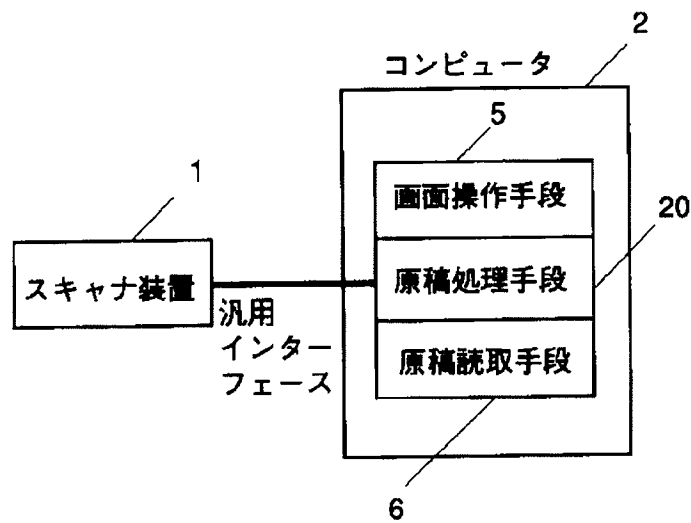 2
コンピュータ
5
画面操作手段
1
20
スキャナ装置
原稿処理手段
汎用
インター
フェース
原稿読取手段
6